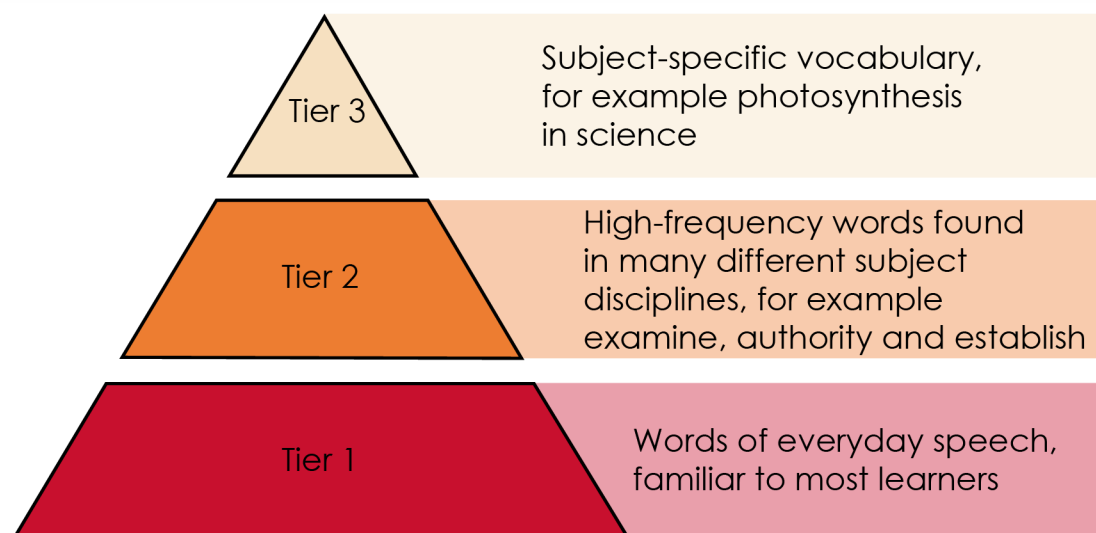 Tier 3
Subject-specific vocabulary,
for example photosynthesis
in science
Tier 2
High-frequency words found
in many different subject
disciplines, for example
examine, authority and establish
Tier 1
Words of everyday speech,
familiar to most learners